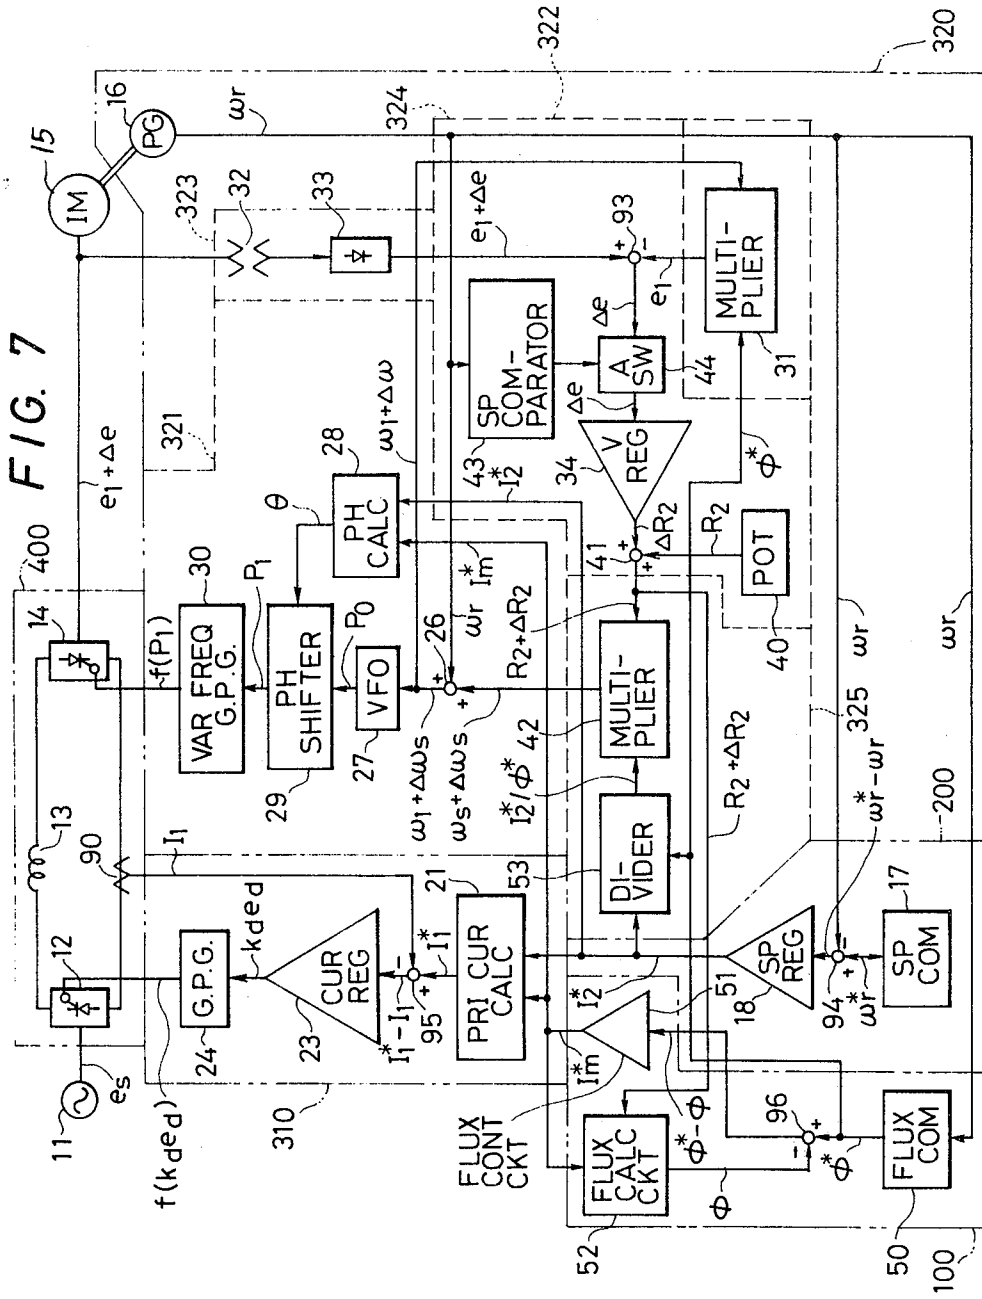 FIG. 7
400
14
13
90
12
11
es
f(kded)
I1
e1+Δe
IM
15
PG
16
ωr
VAR FREQ
G.P.G.
30
f(P1)
P1
PH
SHIFTER
29
P0
VFO
27
PH
CALC
28
θ
321
323
32
33
324
322
320
ω1+Δω
ω1+Δωs
ωs+Δωs
26
ωr
Im*
I2*
G.P.G.
24
kded
CUR REG
23
I1*-I1
95
I1*
PRI CUR
CALC
21
310
SP
COM-
PARATOR
43
e1+Δe
93
Δe
e1
A
SW
44
Δe
V
REG
34
MULTI-
PLIER
31
Φ*
41
ΔR2
R2
POT
40
R2+ΔR2
MULTI-
PLIER
42
I2*/Φ*
DI-
VIDER
53
R2+ΔR2
325
ωr
ωr
ωr*-ωr
200
I2*
SP
REG
18
51
94
ωr*
SP
COM
17
FLUX
CONT
CKT
Im*
Φ*-Φ
FLUX
CALC
CKT
52
Φ
96
Φ*
FLUX
COM
50
100
+
-
+
+
+
+
+
-
+
-
+
-
+